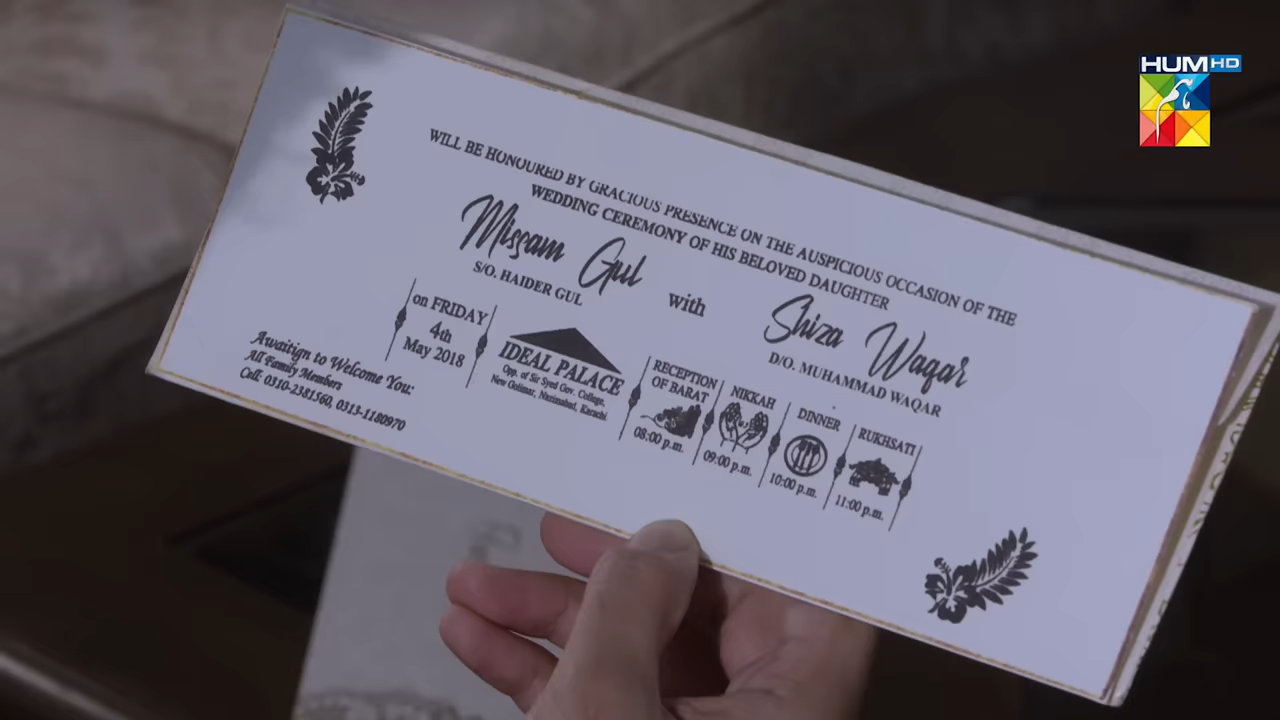 HUM HD
WILL BE HONOURED BY GRACIOUS PRESENCE ON THE AUSPICIOUS OCCASION OF THE
WEDDING CEREMONY OF HIS BELOVED DAUGHTER
Missam Gul
S/O. HAIDER GUL
with
Shiza Waqar
D/O. MUHAMMAD WAQAR
on FRIDAY
4th
May 2018
IDEAL PALACE
Opp. of Sir Syed Gov. College,
New Golimar, Nazimabad, Karachi.
RECEPTION
OF BARAT
08:00 p.m.
NIKKAH
09:00 p.m.
DINNER
10:00 p.m.
RUKHSATI
11:00 p.m.
Awaitign to Welcome You:
All Family Members
Cell: 0310-2381560, 0313-1180970